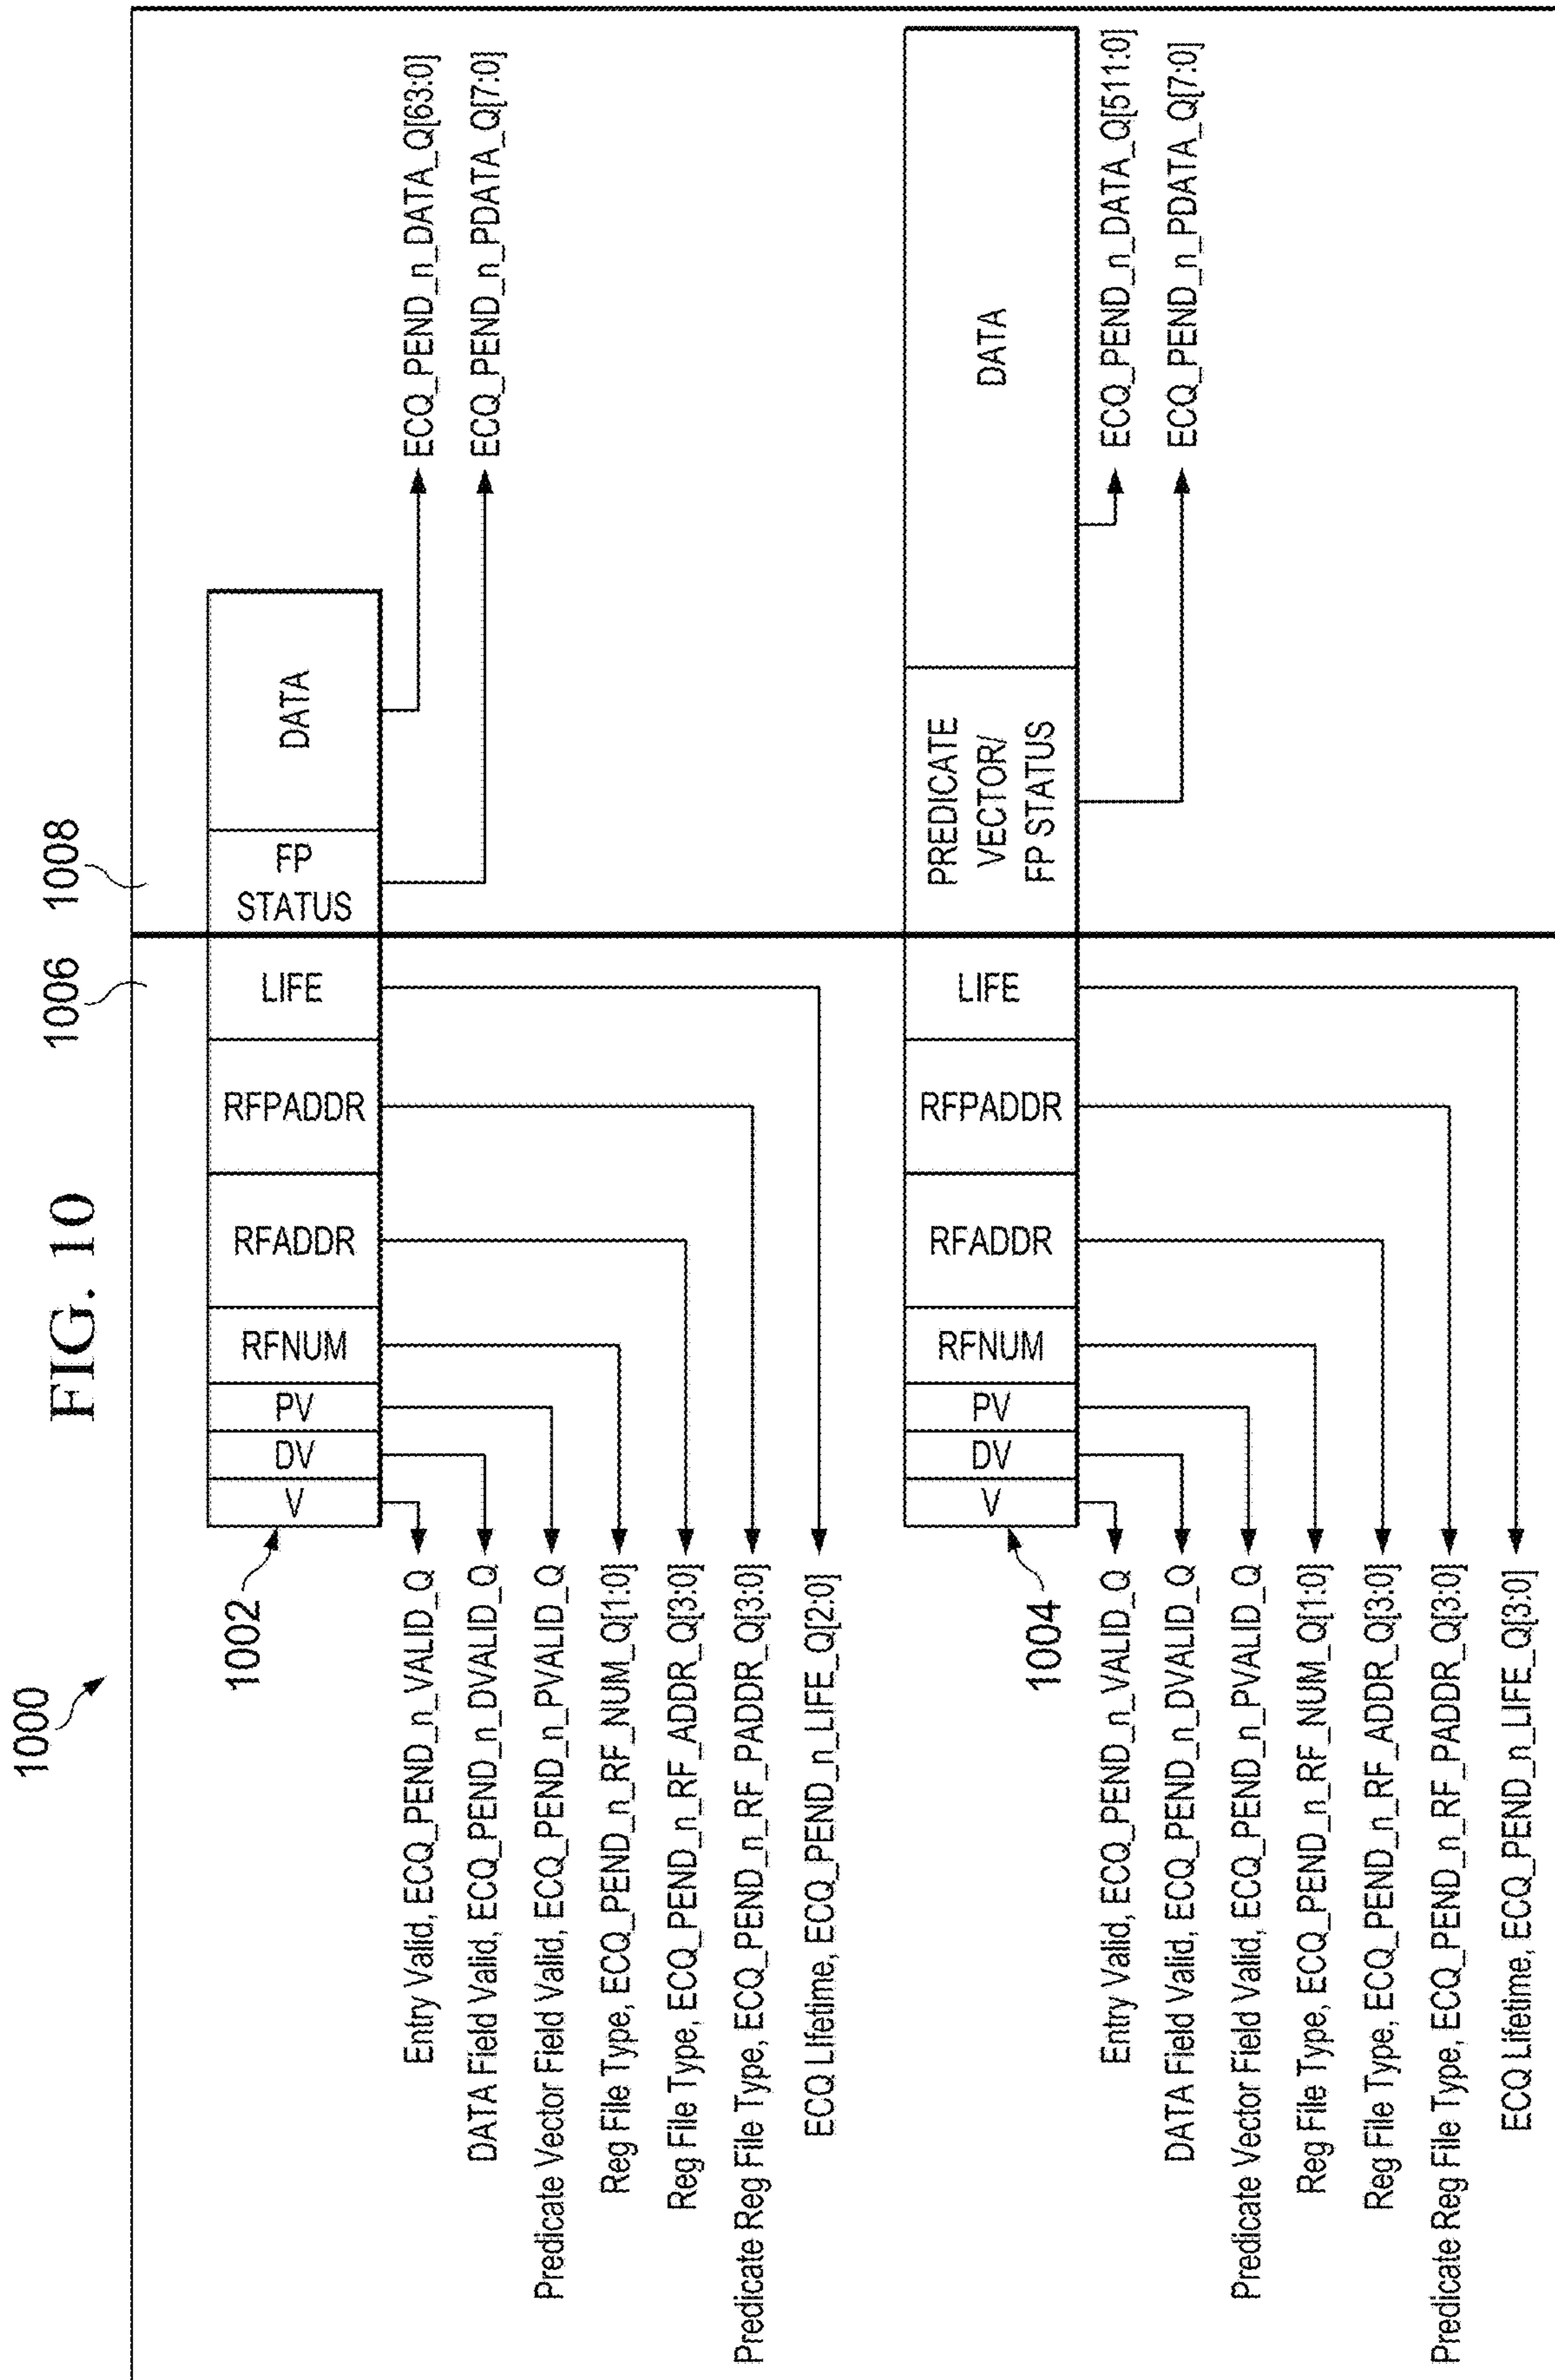 1000
FIG. 10
1006
1008
1002
V
DV
PV
RFNUM
RFADDR
RFPADDR
LIFE
FP
STATUS
DATA
Entry Valid, ECQ_PEND_n_VALID_Q
DATA Field Valid, ECQ_PEND_n_DVALID_Q
Predicate Vector Field Valid, ECQ_PEND_n_PVALID_Q
Reg File Type, ECQ_PEND_n_RF_NUM_Q[1:0]
Reg File Type, ECQ_PEND_n_RF_ADDR_Q[3:0]
Predicate Reg File Type, ECQ_PEND_n_RF_PADDR_Q[3:0]
ECQ Lifetime, ECQ_PEND_n_LIFE_Q[2:0]
ECQ_PEND_n_DATA_Q[63:0]
ECQ_PEND_n_PDATA_Q[7:0]
1004
V
DV
PV
RFNUM
RFADDR
RFPADDR
LIFE
PREDICATE
VECTOR/
FP STATUS
DATA
Entry Valid, ECQ_PEND_n_VALID_Q
DATA Field Valid, ECQ_PEND_n_DVALID_Q
Predicate Vector Field Valid, ECQ_PEND_n_PVALID_Q
Reg File Type, ECQ_PEND_n_RF_NUM_Q[1:0]
Reg File Type, ECQ_PEND_n_RF_ADDR_Q[3:0]
Predicate Reg File Type, ECQ_PEND_n_RF_PADDR_Q[3:0]
ECQ Lifetime, ECQ_PEND_n_LIFE_Q[3:0]
ECQ_PEND_n_DATA_Q[511:0]
ECQ_PEND_n_PDATA_Q[7:0]